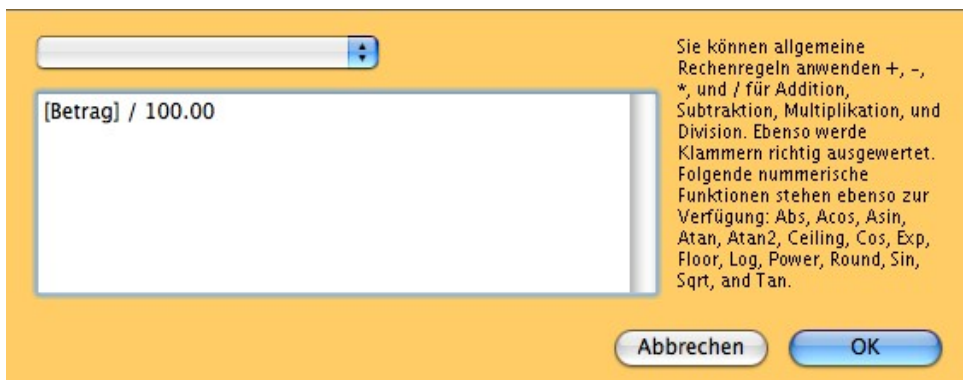 [Betrag] / 100.00
Sie können allgemeine
Rechenregeln anwenden +, -,
*, und / für Addition,
Subtraktion, Multiplikation, und
Division. Ebenso werde
Klammern richtig ausgewertet.
Folgende nummerische
Funktionen stehen ebenso zur
Verfügung: Abs, Acos, Asin,
Atan, Atan2, Ceiling, Cos, Exp,
Floor, Log, Power, Round, Sin,
Sqrt, and Tan.
Abbrechen
OK